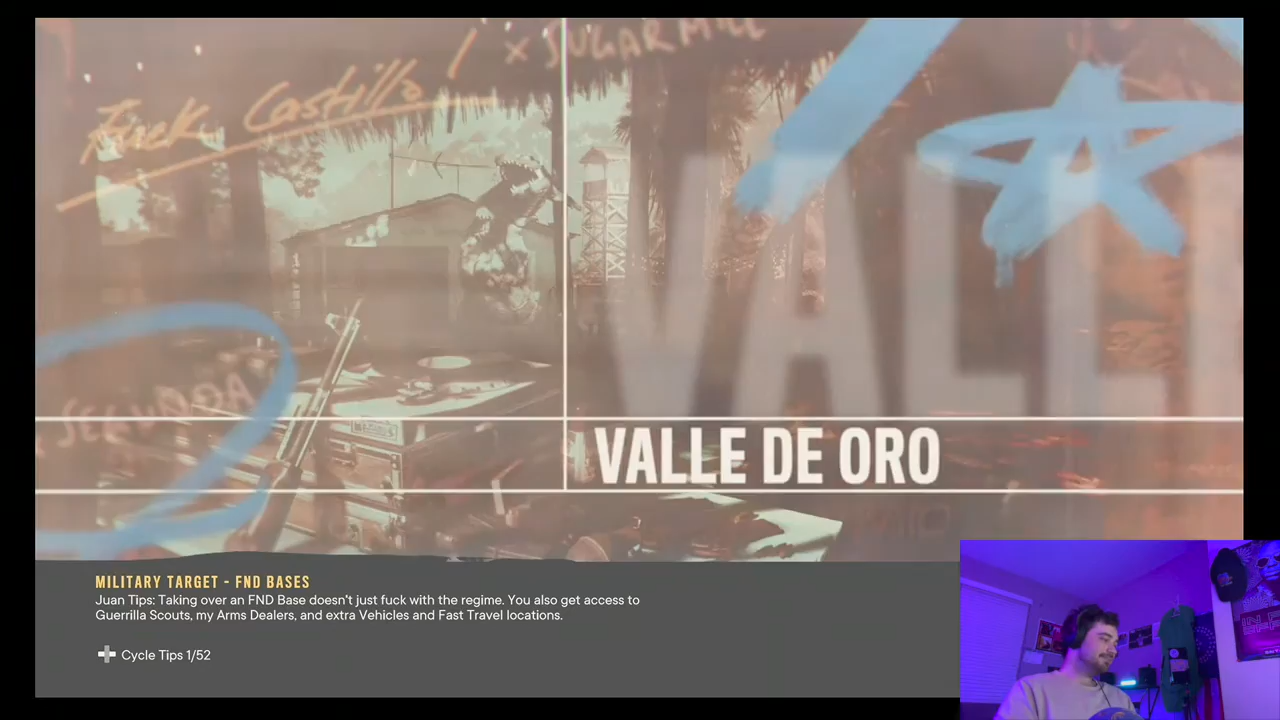 Fuck Castillo!
x SUGAR MILL
SEGUNDA
VALLE
VALLE DE ORO
MILITARY TARGET - FND BASES
Juan Tips: Taking over an FND Base doesn't just fuck with the regime. You also get access to
Guerrilla Scouts, my Arms Dealers, and extra Vehicles and Fast Travel locations.
Cycle Tips 1/52